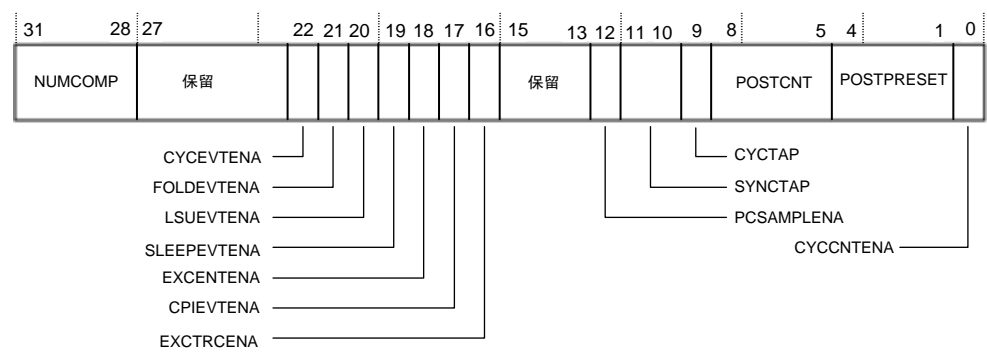 31 28 27 22 21 20 19 18 17 16 15 13 12 11 10 9 8 5 4 1 0
NUMCOMP 保留 保留 POSTCNT POSTPRESET
CYCEVTENA
FOLDEVTENA
LSUEVTENA
SLEEPEVTENA
EXCENTENA
CPIEVTENA
EXCTRCENA
CYCTAP
SYNCTAP
PCSAMPLENA
CYCCNTENA